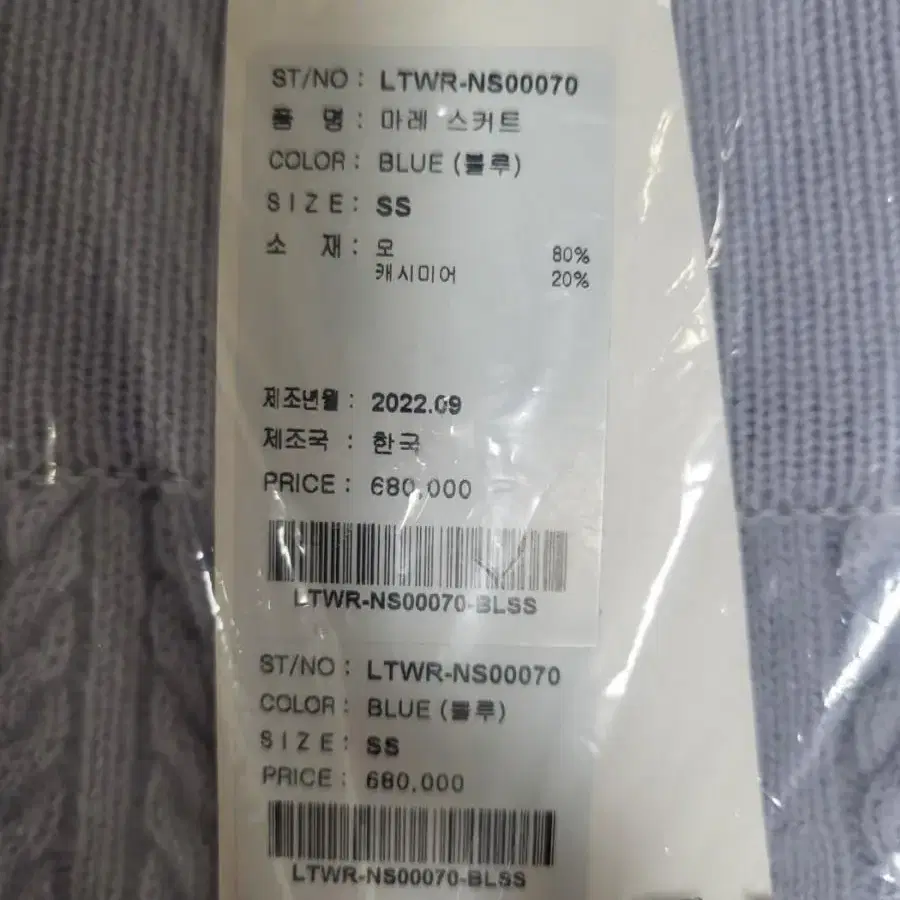 ST/NO : LTWR-NS00070
품 명 : 마레 스커트
COLOR : BLUE (블루)
SIZE : SS
소 재 : 모 80%
캐시미어 20%
제조년월 : 2022.09
제조국 : 한국
PRICE : 680,000
LTWR-NS00070-BLSS
ST/NO : LTWR-NS00070
COLOR : BLUE (블루)
SIZE : SS
PRICE : 680,000
LTWR-NS00070-BLSS